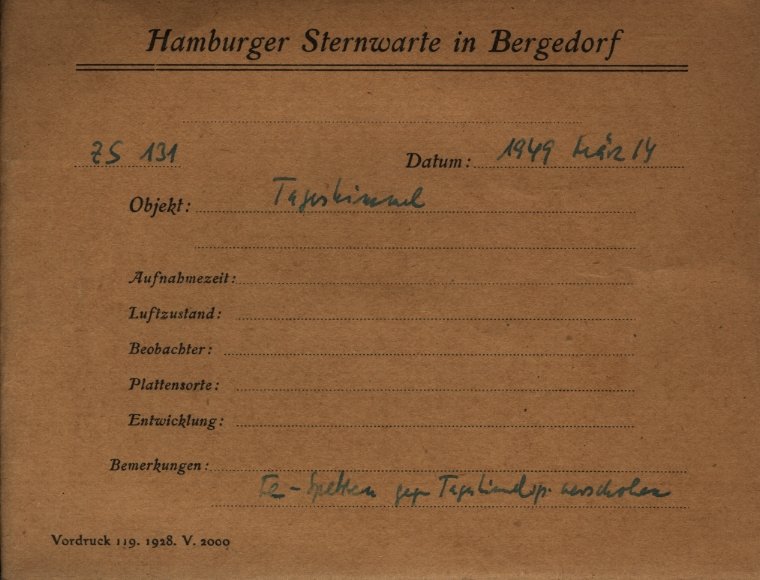 Hamburger Sternwarte in Bergedorf
ZS 131
Datum: 1949 März 14
Objekt: Tageshimmel
Aufnahmezeit:
Luftzustand:
Beobachter:
Plattensorte:
Entwicklung:
Bemerkungen:
Fe-Spektren gegen Tageshimmelsp. verschoben
Vordruck 119. 1928. V. 2000